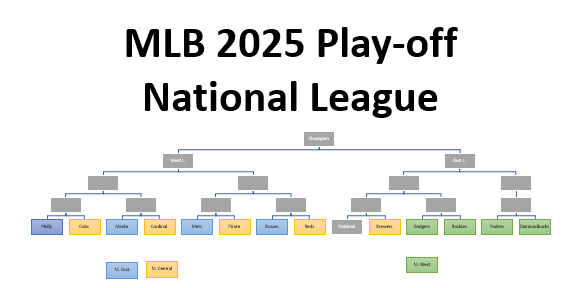 MLB 2025 Play-off
National League
Champion
West L.
East L.
Philly
Cubs
Marlin
Cardinal
Mets
Pirate
Braves
Reds
National
Brewers
Dodgers
Rockies
Padres
Diamondbacks
N. East
N. Central
N. West